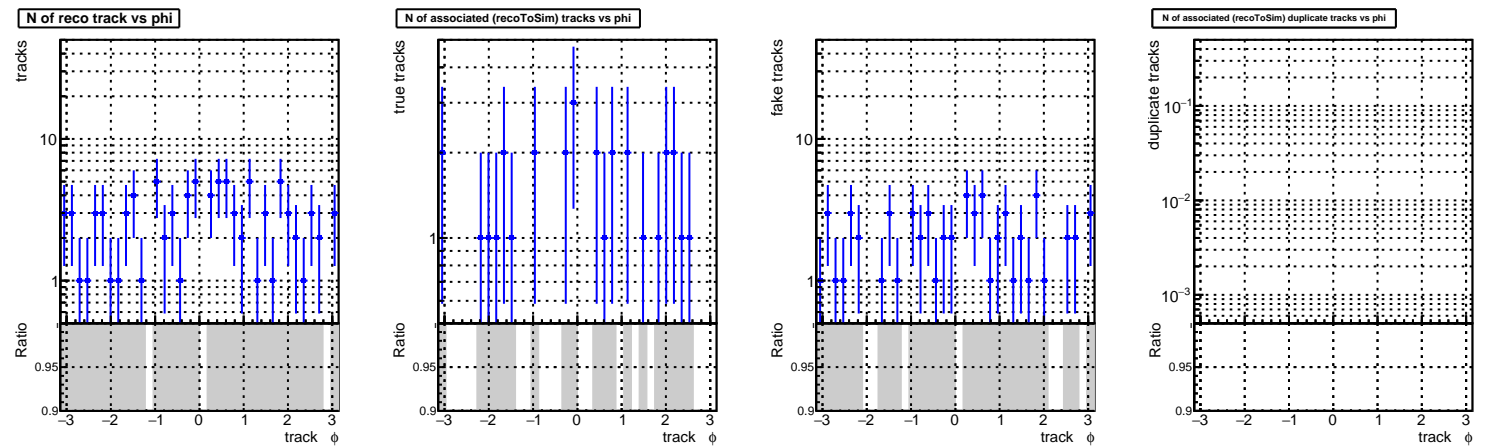 N of reco track vs phi
tracks
10
1
Ratio
0.95
0.9
−3 −2 −1 0 1 2 3
track ϕ
N of associated (recoToSim) tracks vs phi
true tracks
1
Ratio
0.95
0.9
−3 −2 −1 0 1 2 3
track ϕ
fake tracks
10
1
Ratio
0.95
0.9
−3 −2 −1 0 1 2 3
track ϕ
N of associated (recoToSim) duplicate tracks vs phi
duplicate tracks
10−1
10−2
10−3
Ratio
0.95
0.9
−3 −2 −1 0 1 2 3
track ϕ